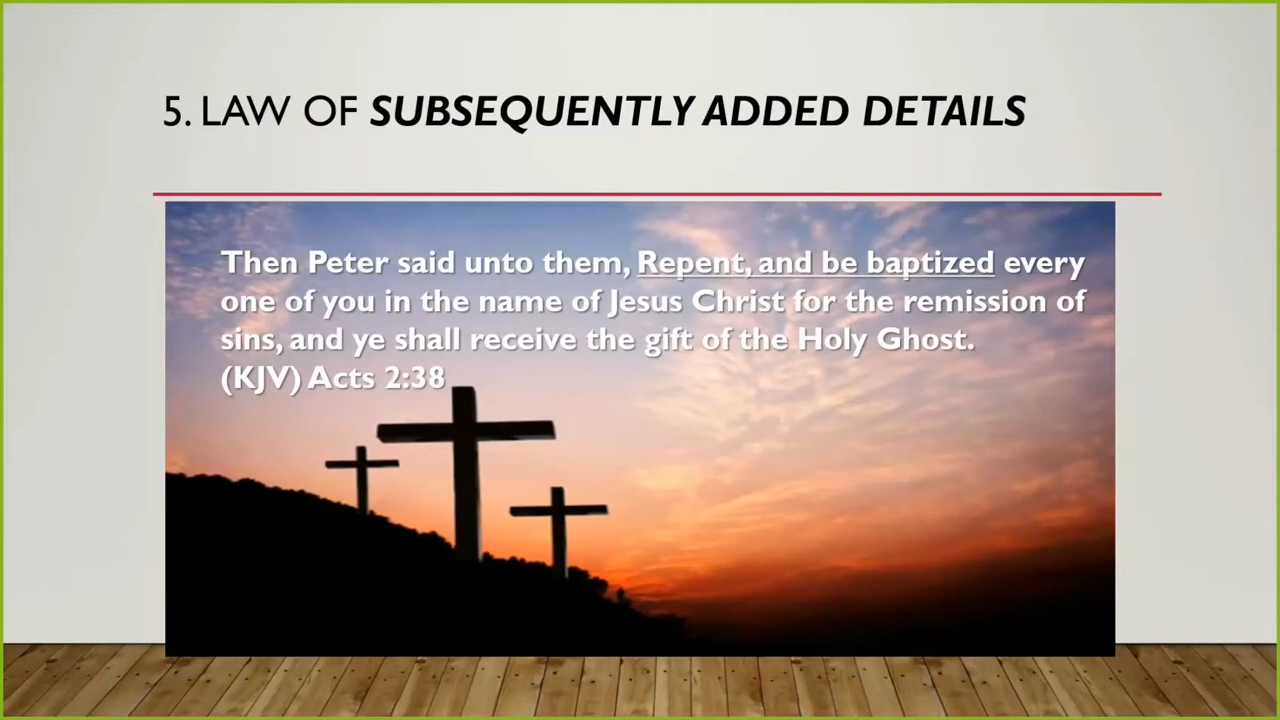 5. LAW OF SUBSEQUENTLY ADDED DETAILS
Then Peter said unto them, Repent, and be baptized every
one of you in the name of Jesus Christ for the remission of
sins, and ye shall receive the gift of the Holy Ghost.
(KJV) Acts 2:38